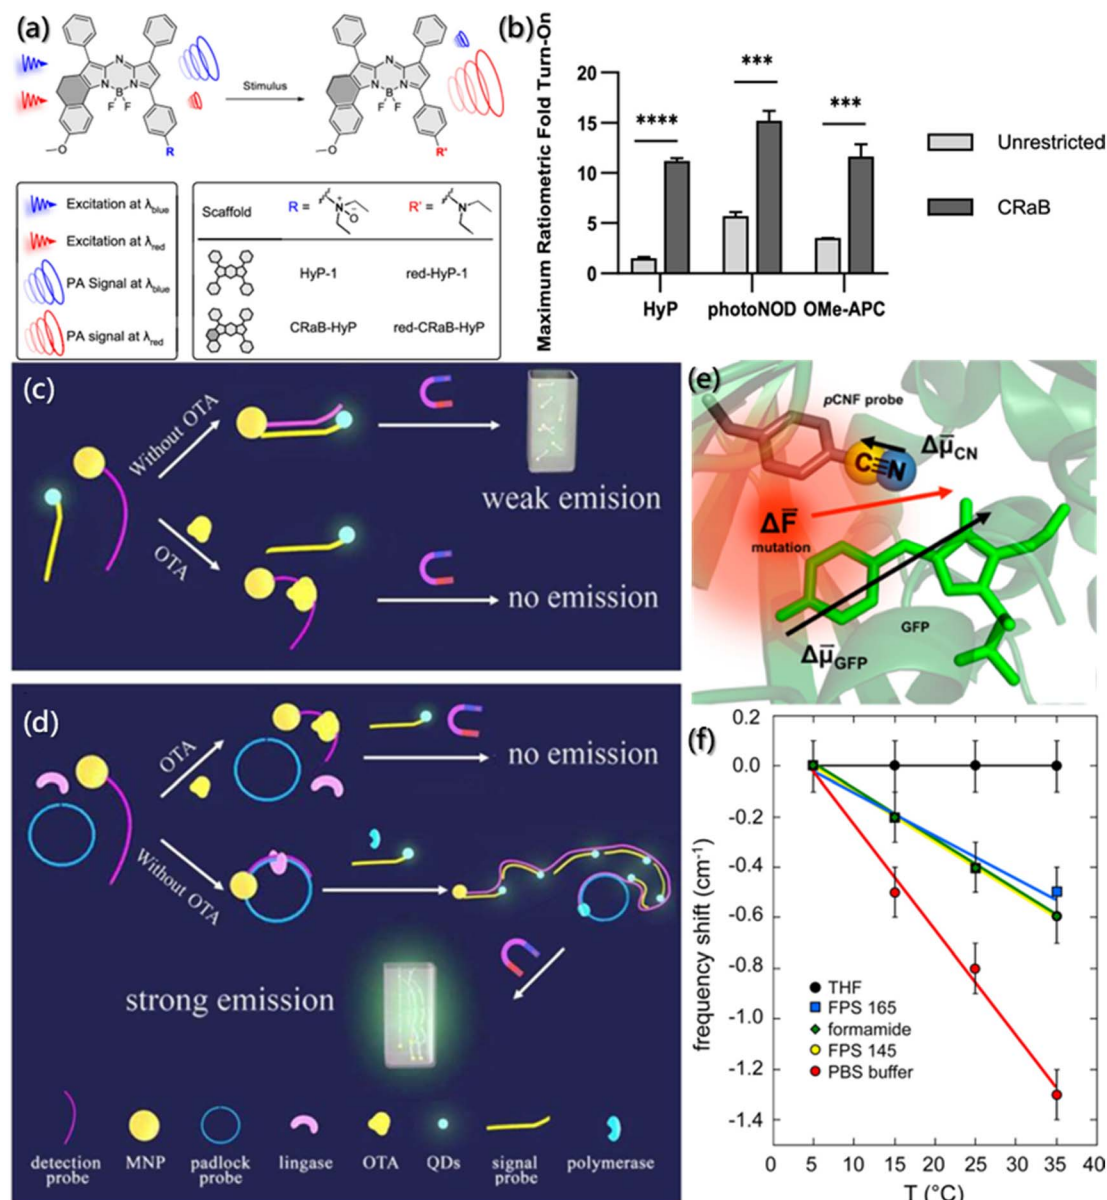 (a)
N
N
B
N
F
F
O
R
Stimulus
N
N
B
N
F
F
O
R'
Excitation at λblue
Excitation at λred
PA Signal at λblue
PA signal at λred
Scaffold
R =
N
+
O
−
R' =
N
HyP-1
red-HyP-1
CRaB-HyP
red-CRaB-HyP
(b)
Maximum Ratiometric Fold Turn-On
20
15
10
5
0
****
***
***
HyP
photoNOD
OMe-APC
Unrestricted
CRaB
(c)
Without OTA
OTA
weak emision
no emission
(d)
OTA
Without OTA
no emission
strong emission
detection
probe
MNP
padlock
probe
lingase
OTA
QDs
signal
probe
polymerase
(e)
pCNF probe
C≡N
Δμ̅CN
ΔF̅
mutation
GFP
Δμ̅GFP
(f)
frequency shift (cm⁻¹)
0.2
0.0
-0.2
-0.4
-0.6
-0.8
-1.0
-1.2
-1.4
THF
FPS 165
formamide
FPS 145
PBS buffer
0 5 10 15 20 25 30 35 40
T (°C)